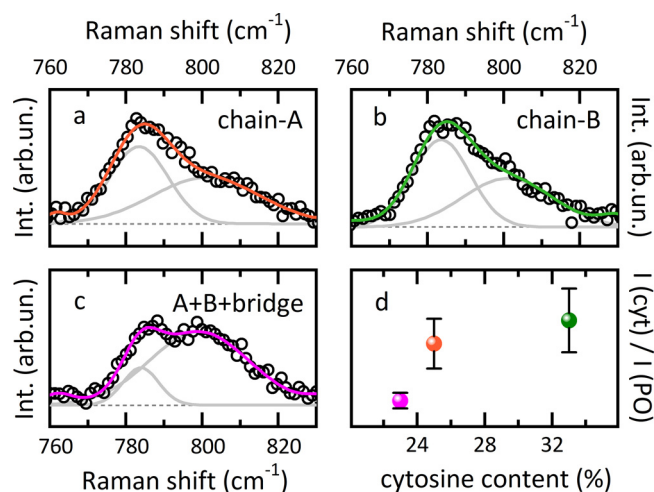 Raman shift (cm⁻¹) Raman shift (cm⁻¹)
760 780 800 820 760 780 800 820
Int. (arb.un.) a chain-A b chain-B Int. (arb.un.)
Int. (arb.un.) c A+B+bridge d I (cyt) / I (PO)
760 780 800 820 24 28 32
Raman shift (cm⁻¹) cytosine content (%)